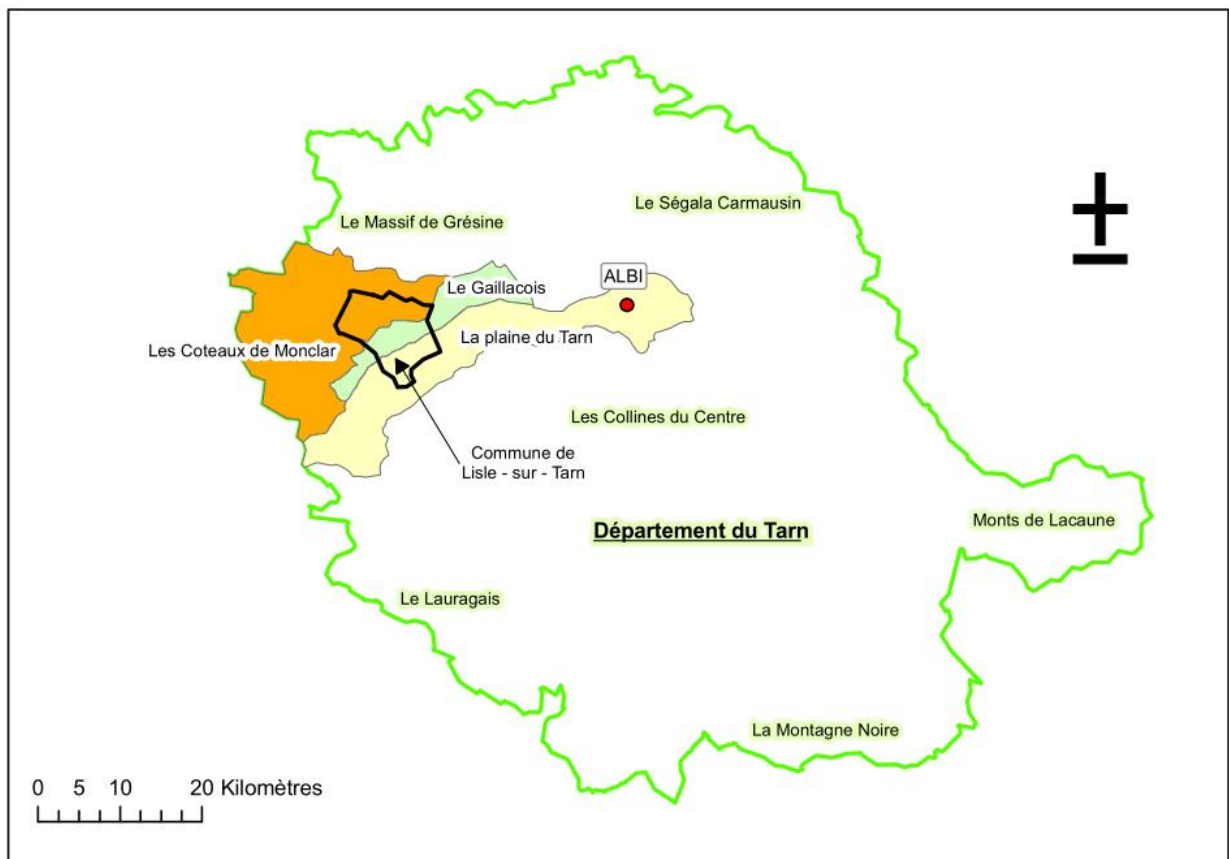 Le Ségala Carmausin
Le Massif de Grésine
ALBI
Le Gaillacois
La plaine du Tarn
Les Coteaux de Monclar
Les Collines du Centre
Commune de
Lisle - sur - Tarn
Département du Tarn
Monts de Lacaune
Le Lauragais
La Montagne Noire
0 5 10 20 Kilomètres